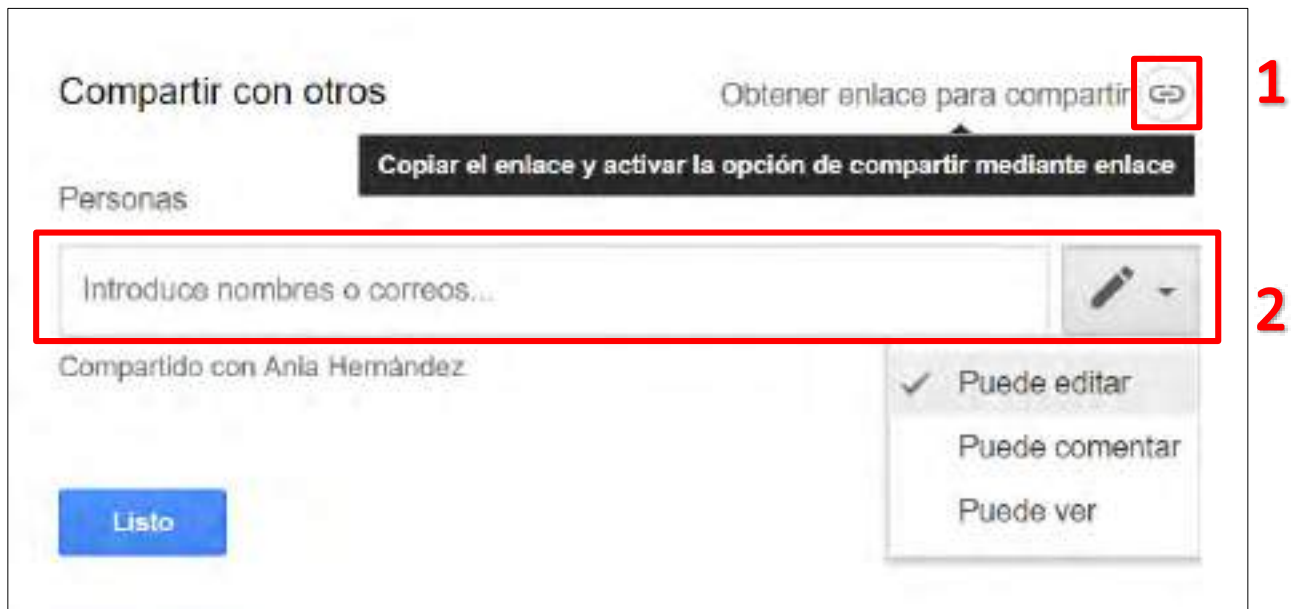 Compartir con otros
Obtener enlace para compartir
1
Copiar el enlace y activar la opción de compartir mediante enlace
Personas
Introduce nombres o correos...
2
Compartido con Ania Hernández
Puede editar
Puede comentar
Puede ver
Listo